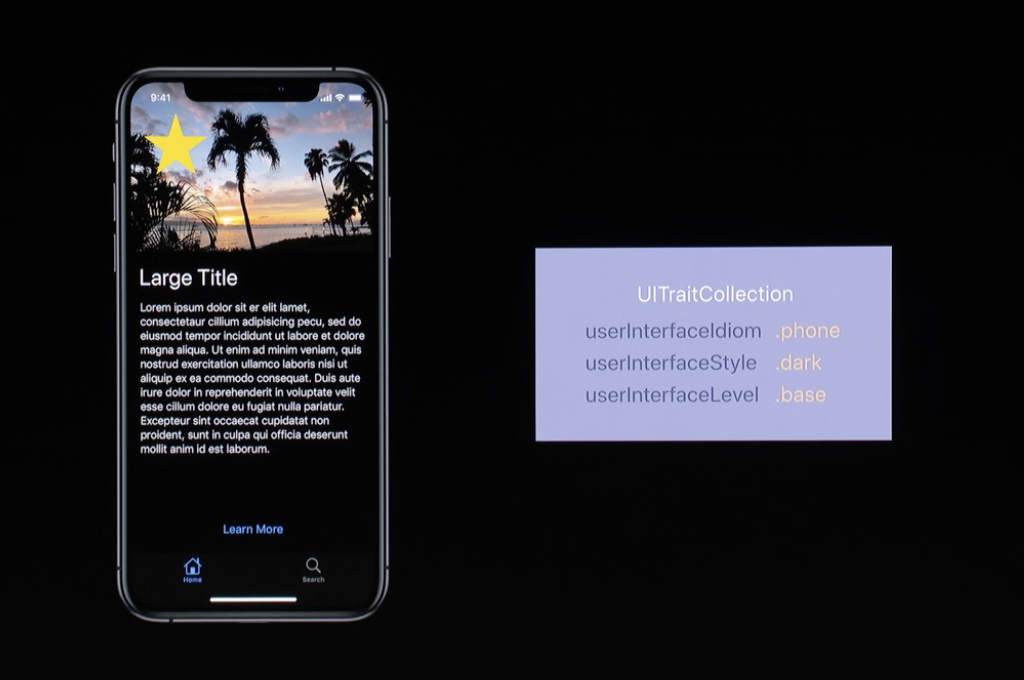 9:41
Large Title
Lorem ipsum dolor sit er elit lamet,
consectetaur cillium adipisicing pecu, sed do
eiusmod tempor incididunt ut labore et dolore
magna aliqua. Ut enim ad minim veniam, quis
nostrud exercitation ullamco laboris nisi ut
aliquip ex ea commodo consequat. Duis aute
irure dolor in reprehenderit in voluptate velit
esse cillum dolore eu fugiat nulla pariatur.
Excepteur sint occaecat cupidatat non
proident, sunt in culpa qui officia deserunt
mollit anim id est laborum.
Learn More
Home Search
UITraitCollection
userInterfaceIdiom .phone
userInterfaceStyle .dark
userInterfaceLevel .base